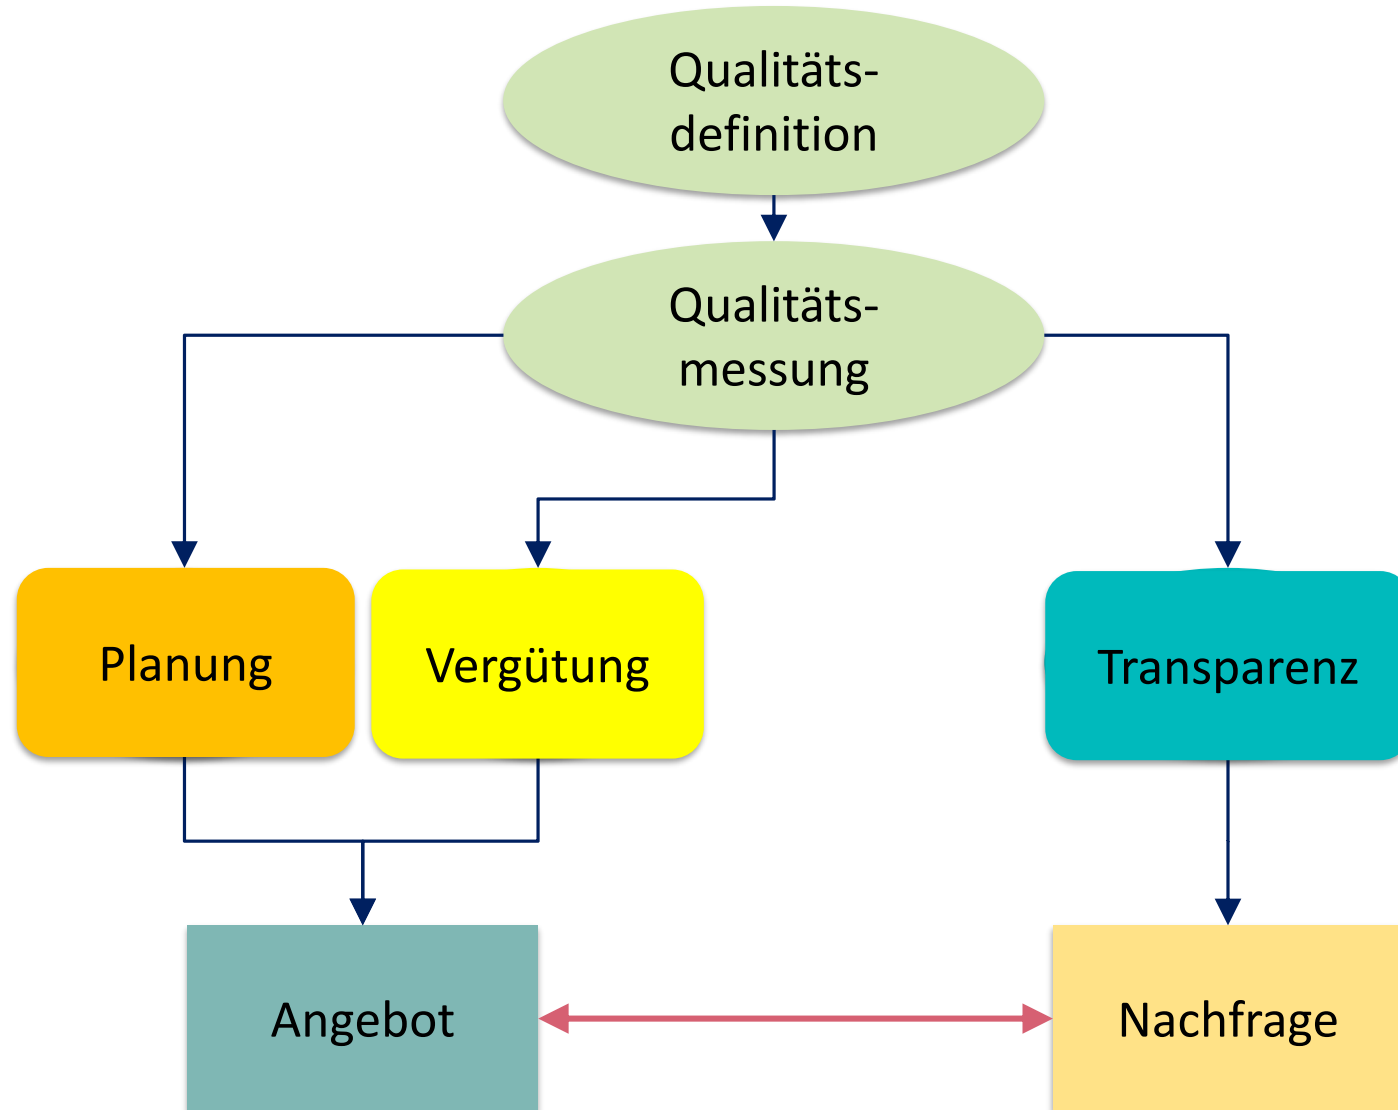 Qualitäts-
definition
Qualitäts-
messung
Planung
Vergütung
Transparenz
Angebot
Nachfrage